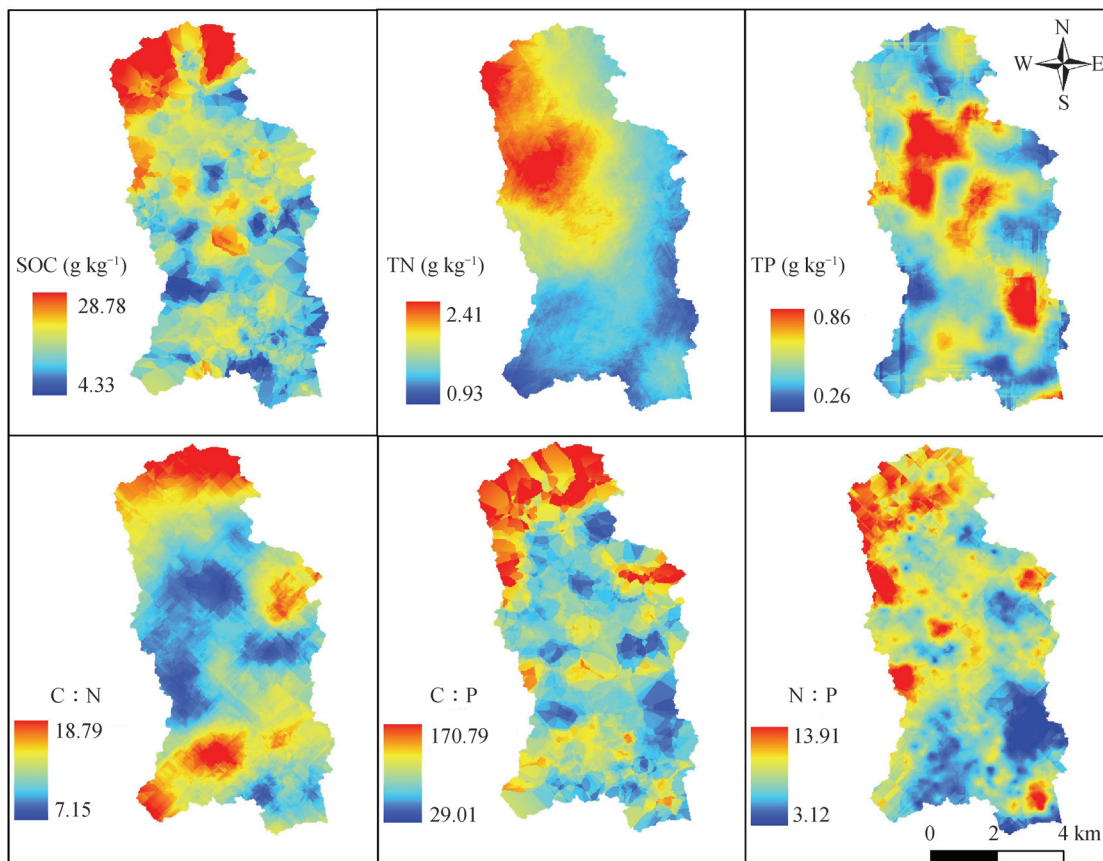 N
W E
S
SOC (g kg⁻¹)
28.78
4.33
TN (g kg⁻¹)
2.41
0.93
TP (g kg⁻¹)
0.86
0.26
C：N
18.79
7.15
C：P
170.79
29.01
N：P
13.91
3.12
0 2 4 km